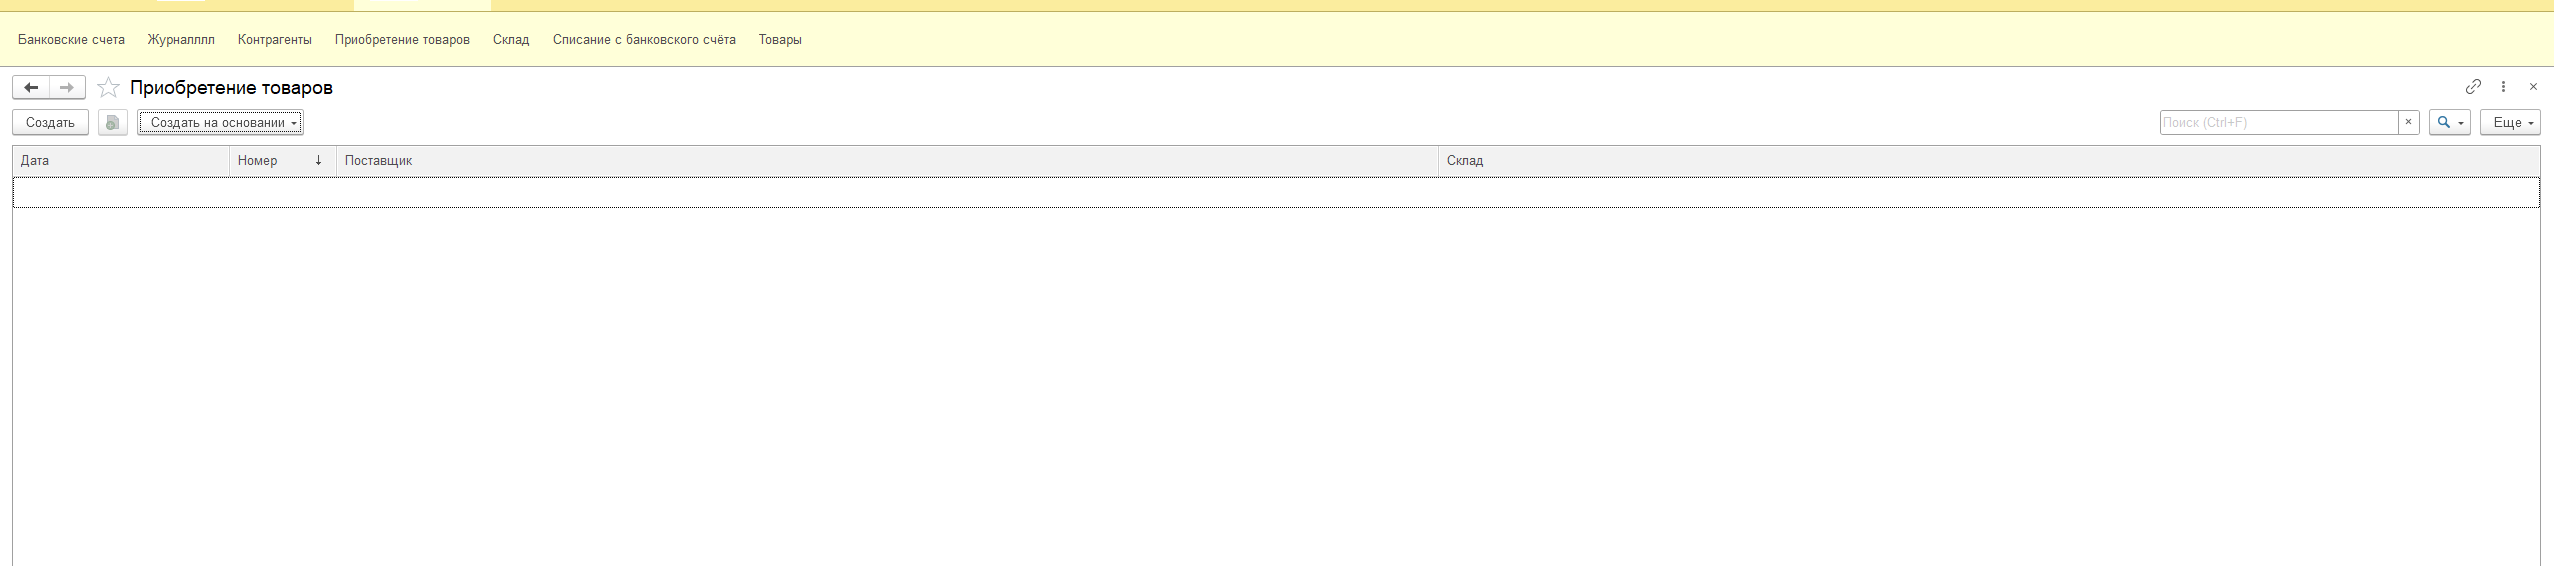 Банковские счета Журналллл Контрагенты Приобретение товаров Склад Списание с банковского счёта Товары
Приобретение товаров
Создать Создать на основании Поиск (Ctrl+F) × Еще
Дата Номер ↓ Поставщик Склад